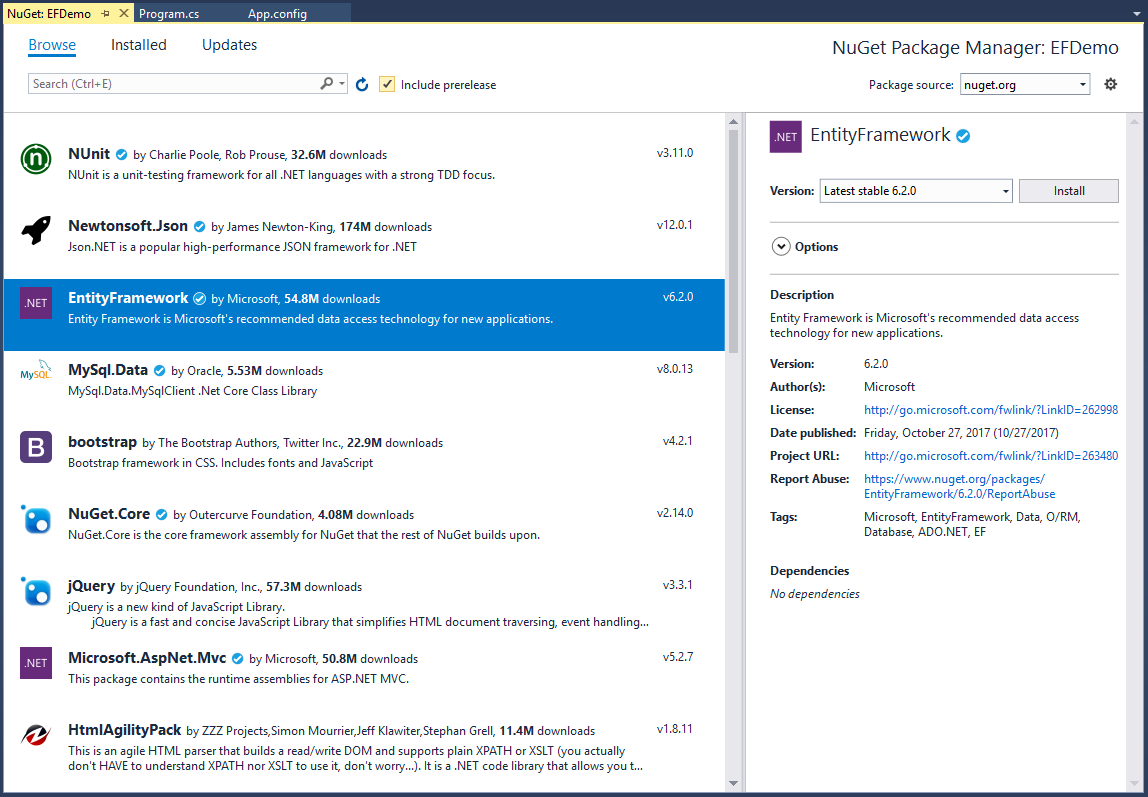 NuGet: EFDemo Program.cs App.config
Browse Installed Updates
NuGet Package Manager: EFDemo
Search (Ctrl+E) Include prerelease
Package source: nuget.org
n
NUnit by Charlie Poole, Rob Prouse, 32.6M downloads v3.11.0
NUnit is a unit-testing framework for all .NET languages with a strong TDD focus.
Newtonsoft.Json by James Newton-King, 174M downloads v12.0.1
Json.NET is a popular high-performance JSON framework for .NET
.NET
EntityFramework by Microsoft, 54.8M downloads v6.2.0
Entity Framework is Microsoft's recommended data access technology for new applications.
MySQL
MySql.Data by Oracle, 5.53M downloads v8.0.13
MySql.Data.MySqlClient .Net Core Class Library
B
bootstrap by The Bootstrap Authors, Twitter Inc., 22.9M downloads v4.2.1
Bootstrap framework in CSS. Includes fonts and JavaScript
NuGet.Core by Outercurve Foundation, 4.08M downloads v2.14.0
NuGet.Core is the core framework assembly for NuGet that the rest of NuGet builds upon.
jQuery by jQuery Foundation, Inc., 57.3M downloads v3.3.1
jQuery is a new kind of JavaScript Library.
jQuery is a fast and concise JavaScript Library that simplifies HTML document traversing, event handling...
.NET
Microsoft.AspNet.Mvc by Microsoft, 50.8M downloads v5.2.7
This package contains the runtime assemblies for ASP.NET MVC.
HtmlAgilityPack by ZZZ Projects,Simon Mourrier,Jeff Klawiter,Stephan Grell, 11.4M downloads v1.8.11
This is an agile HTML parser that builds a read/write DOM and supports plain XPATH or XSLT (you actually
don't HAVE to understand XPATH nor XSLT to use it, don't worry...). It is a .NET code library that allows you t...
.NET
EntityFramework
Version: Latest stable 6.2.0 Install
Options
Description
Entity Framework is Microsoft's recommended data access
technology for new applications.
Version: 6.2.0
Author(s): Microsoft
License: http://go.microsoft.com/fwlink/?LinkID=262998
Date published: Friday, October 27, 2017 (10/27/2017)
Project URL: http://go.microsoft.com/fwlink/?LinkID=263480
Report Abuse: https://www.nuget.org/packages/
EntityFramework/6.2.0/ReportAbuse
Tags: Microsoft, EntityFramework, Data, O/RM,
Database, ADO.NET, EF
Dependencies
No dependencies